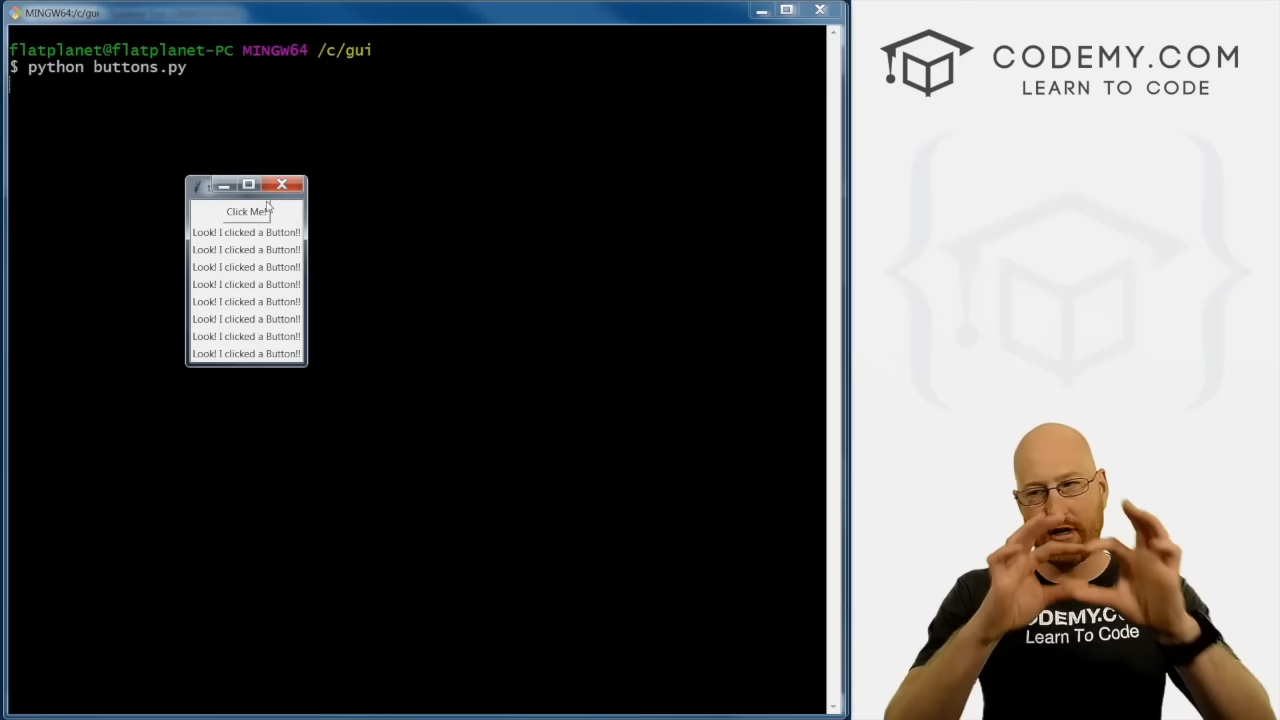 MINGW64:/c/gui
flatplanet@flatplanet-PC MINGW64 /c/gui
$ python buttons.py
Click Me!
Look! I clicked a Button!!
Look! I clicked a Button!!
Look! I clicked a Button!!
Look! I clicked a Button!!
Look! I clicked a Button!!
Look! I clicked a Button!!
Look! I clicked a Button!!
Look! I clicked a Button!!
CODEMY.COM
LEARN TO CODE
ODEMY.CO
Learn To Code